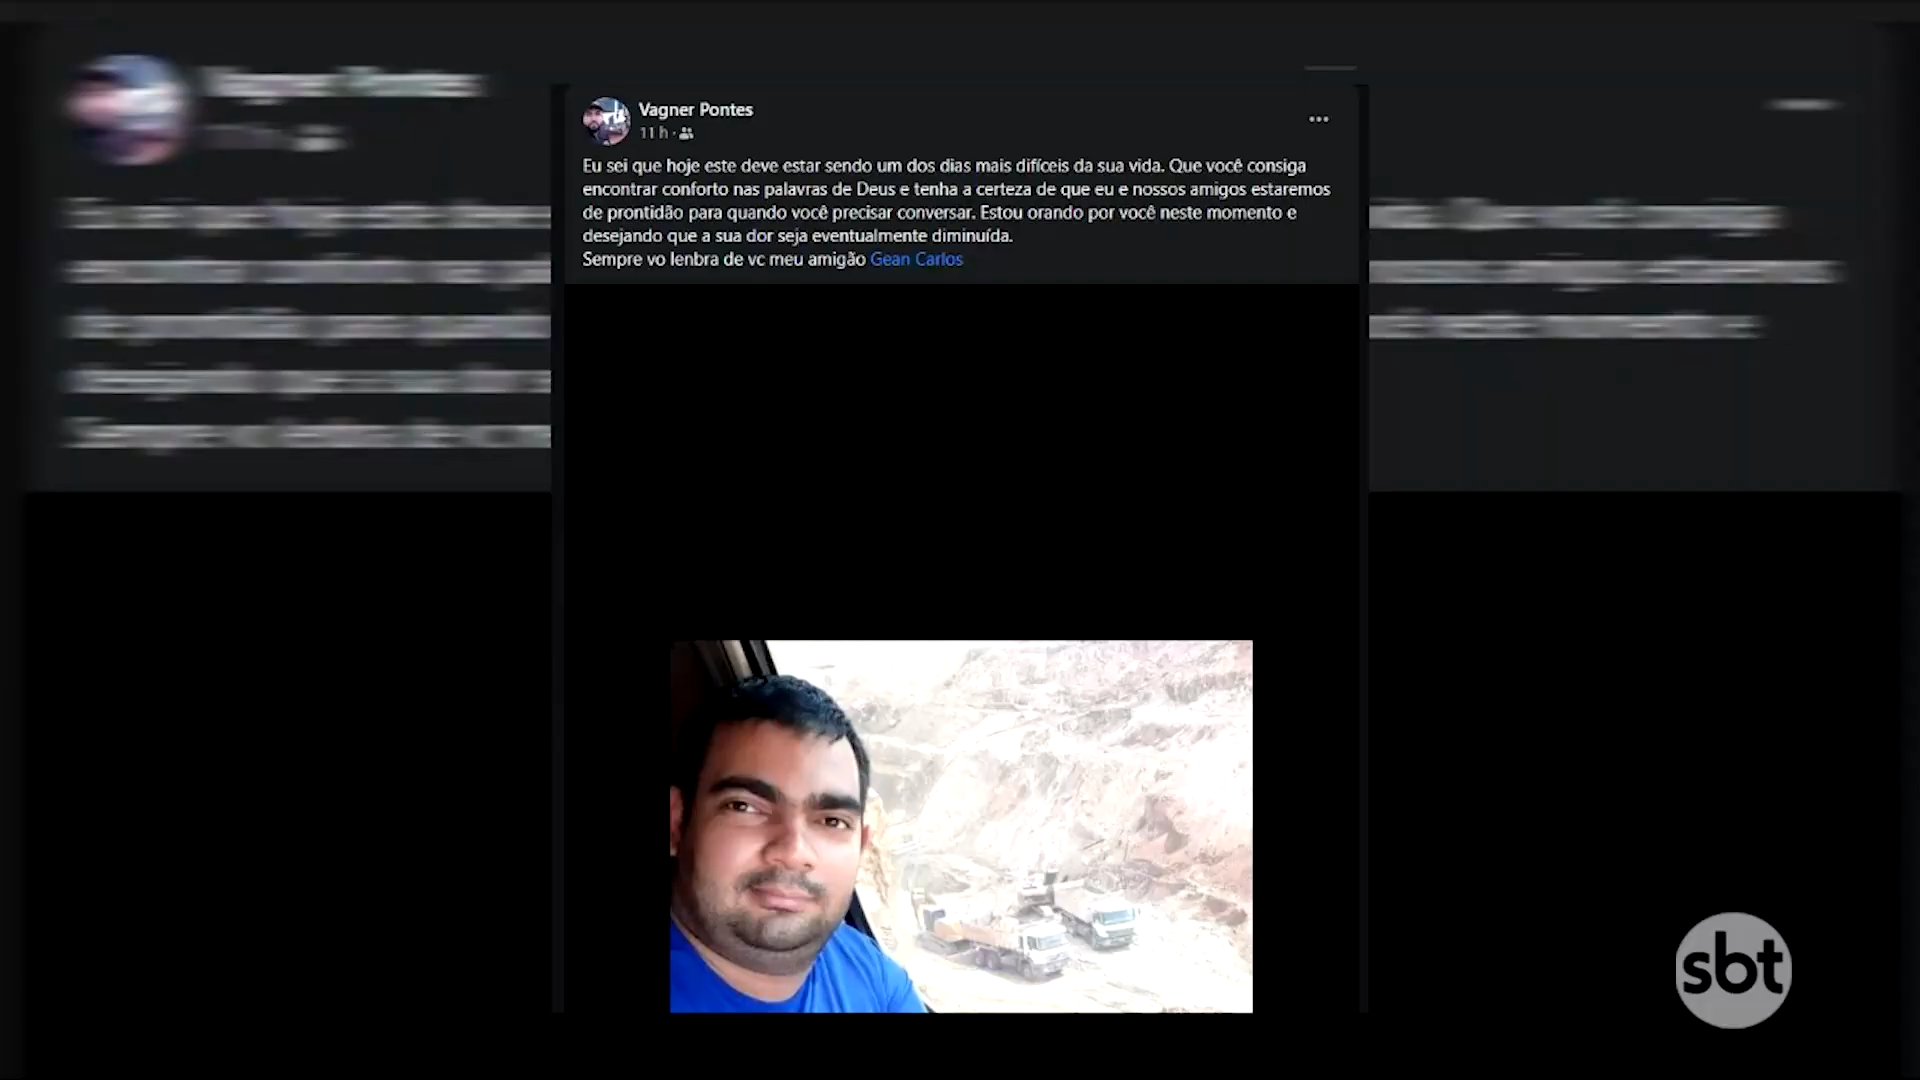 Vagner Pontes
11 h ·
Eu sei que hoje este deve estar sendo um dos dias mais difíceis da sua vida. Que você consiga
encontrar conforto nas palavras de Deus e tenha a certeza de que eu e nossos amigos estaremos
de prontidão para quando você precisar conversar. Estou orando por você neste momento e
desejando que a sua dor seja eventualmente diminuída.
Sempre vo lenbra de vc meu amigão Gean Carlos
sbt